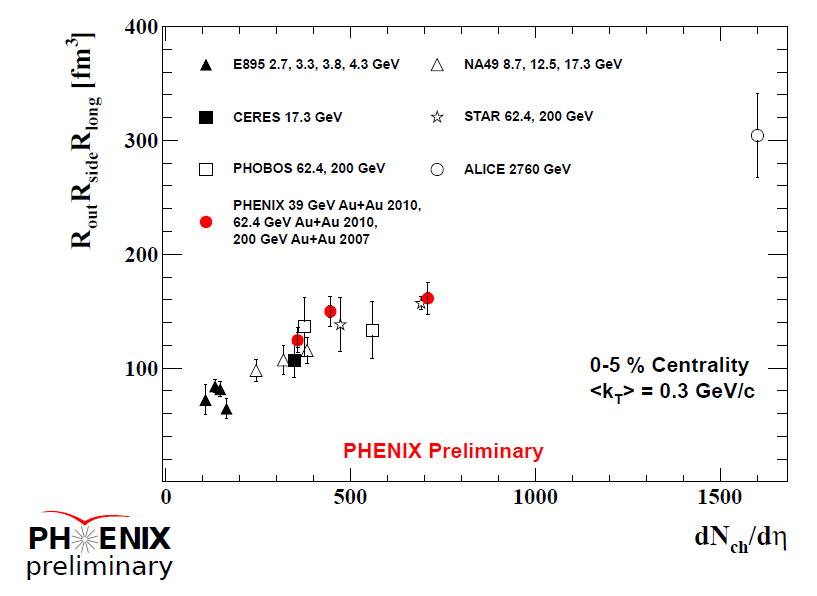 400
300
200
100
R_out R_side R_long [fm³]
E895 2.7, 3.3, 3.8, 4.3 GeV
NA49 8.7, 12.5, 17.3 GeV
CERES 17.3 GeV
STAR 62.4, 200 GeV
PHOBOS 62.4, 200 GeV
ALICE 2760 GeV
PHENIX 39 GeV Au+Au 2010,
62.4 GeV Au+Au 2010,
200 GeV Au+Au 2007
0-5 % Centrality
<k_T> = 0.3 GeV/c
PHENIX Preliminary
0
500
1000
1500
dN_ch/dη
PHENIX
preliminary